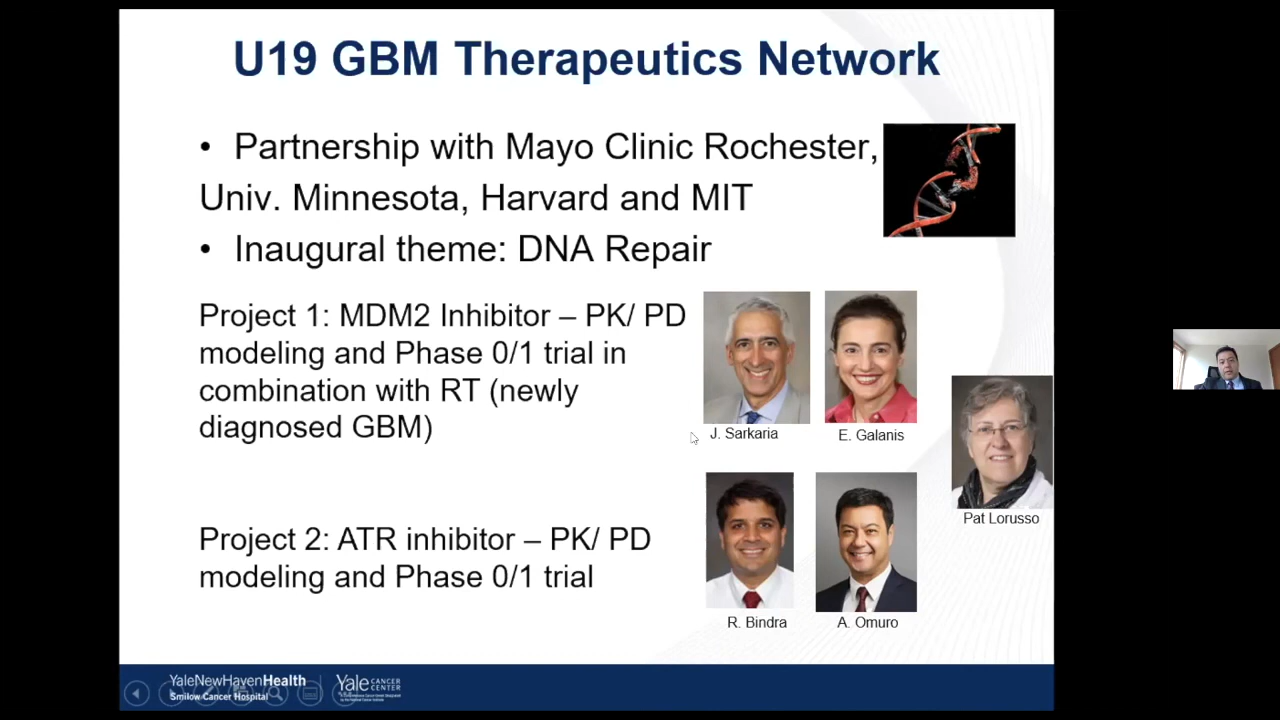 U19 GBM Therapeutics Network
• Partnership with Mayo Clinic Rochester,
Univ. Minnesota, Harvard and MIT
• Inaugural theme: DNA Repair
Project 1: MDM2 Inhibitor – PK/ PD
modeling and Phase 0/1 trial in
combination with RT (newly
diagnosed GBM)
J. Sarkaria
E. Galanis
Pat Lorusso
Project 2: ATR inhibitor – PK/ PD
modeling and Phase 0/1 trial
R. Bindra
A. Omuro
YaleNewHavenHealth
Smilow Cancer Hospital
Yale CANCER
CENTER